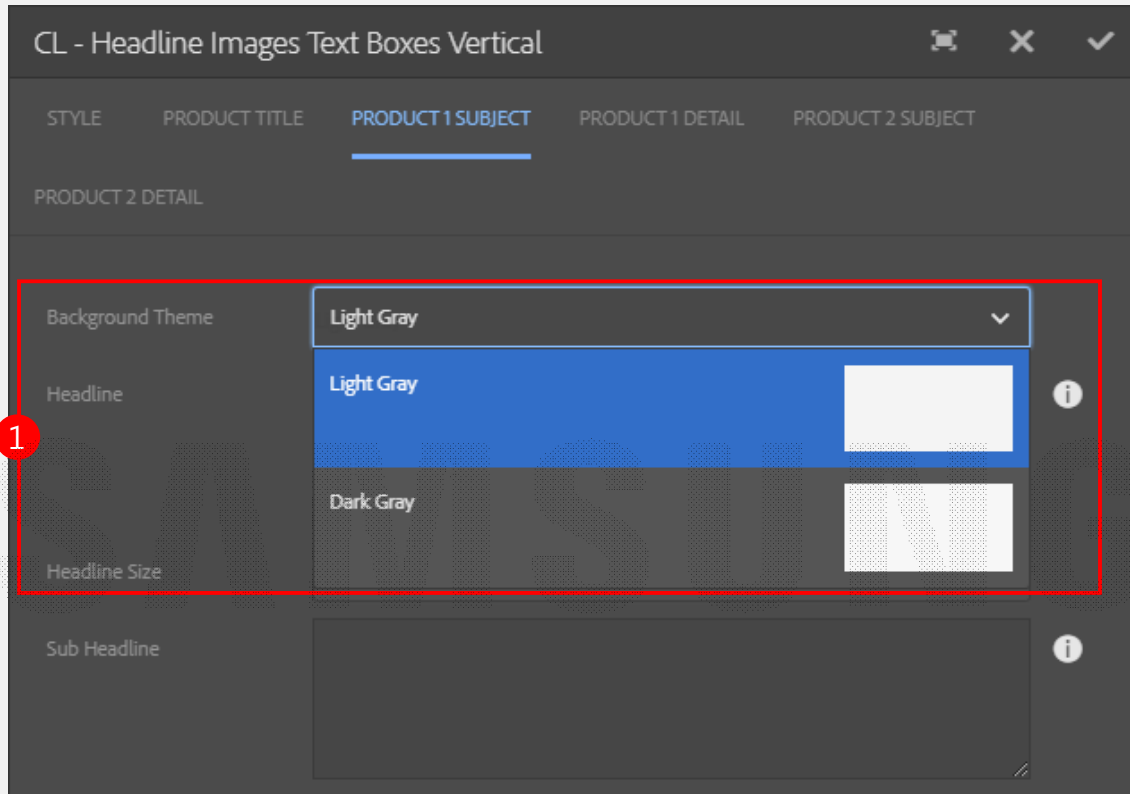 CL - Headline Images Text Boxes Vertical
STYLE PRODUCT TITLE PRODUCT 1 SUBJECT PRODUCT 1 DETAIL PRODUCT 2 SUBJECT
PRODUCT 2 DETAIL
Background Theme Light Gray
Headline Light Gray
1
Dark Gray
Headline Size
Sub Headline
SAMSUNG